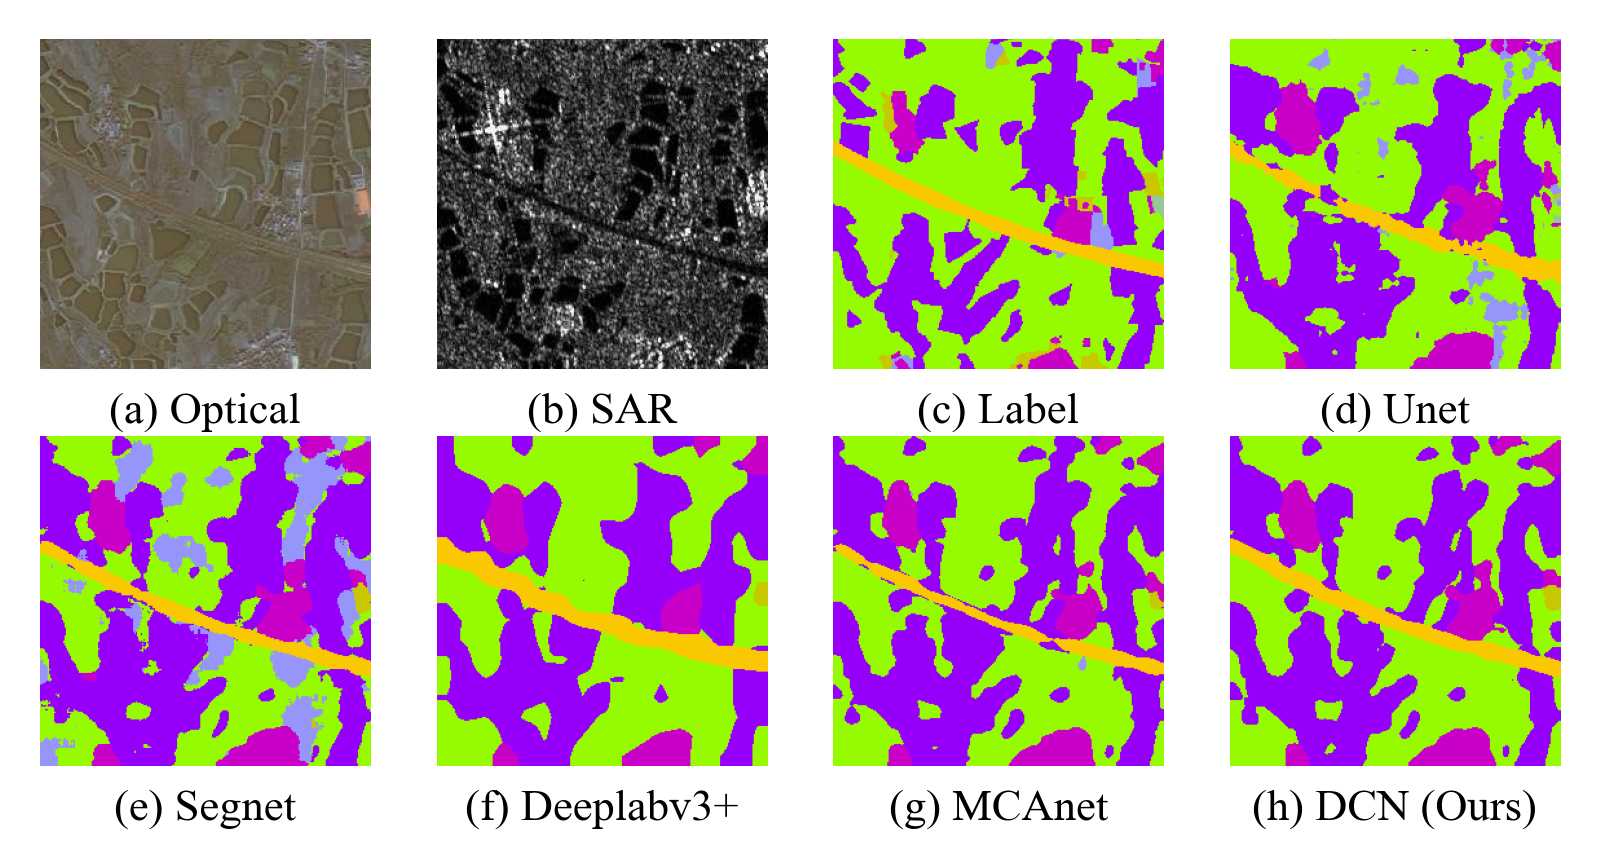 (a) Optical
(b) SAR
(c) Label
(d) Unet
(e) Segnet
(f) Deeplabv3+
(g) MCAnet
(h) DCN (Ours)